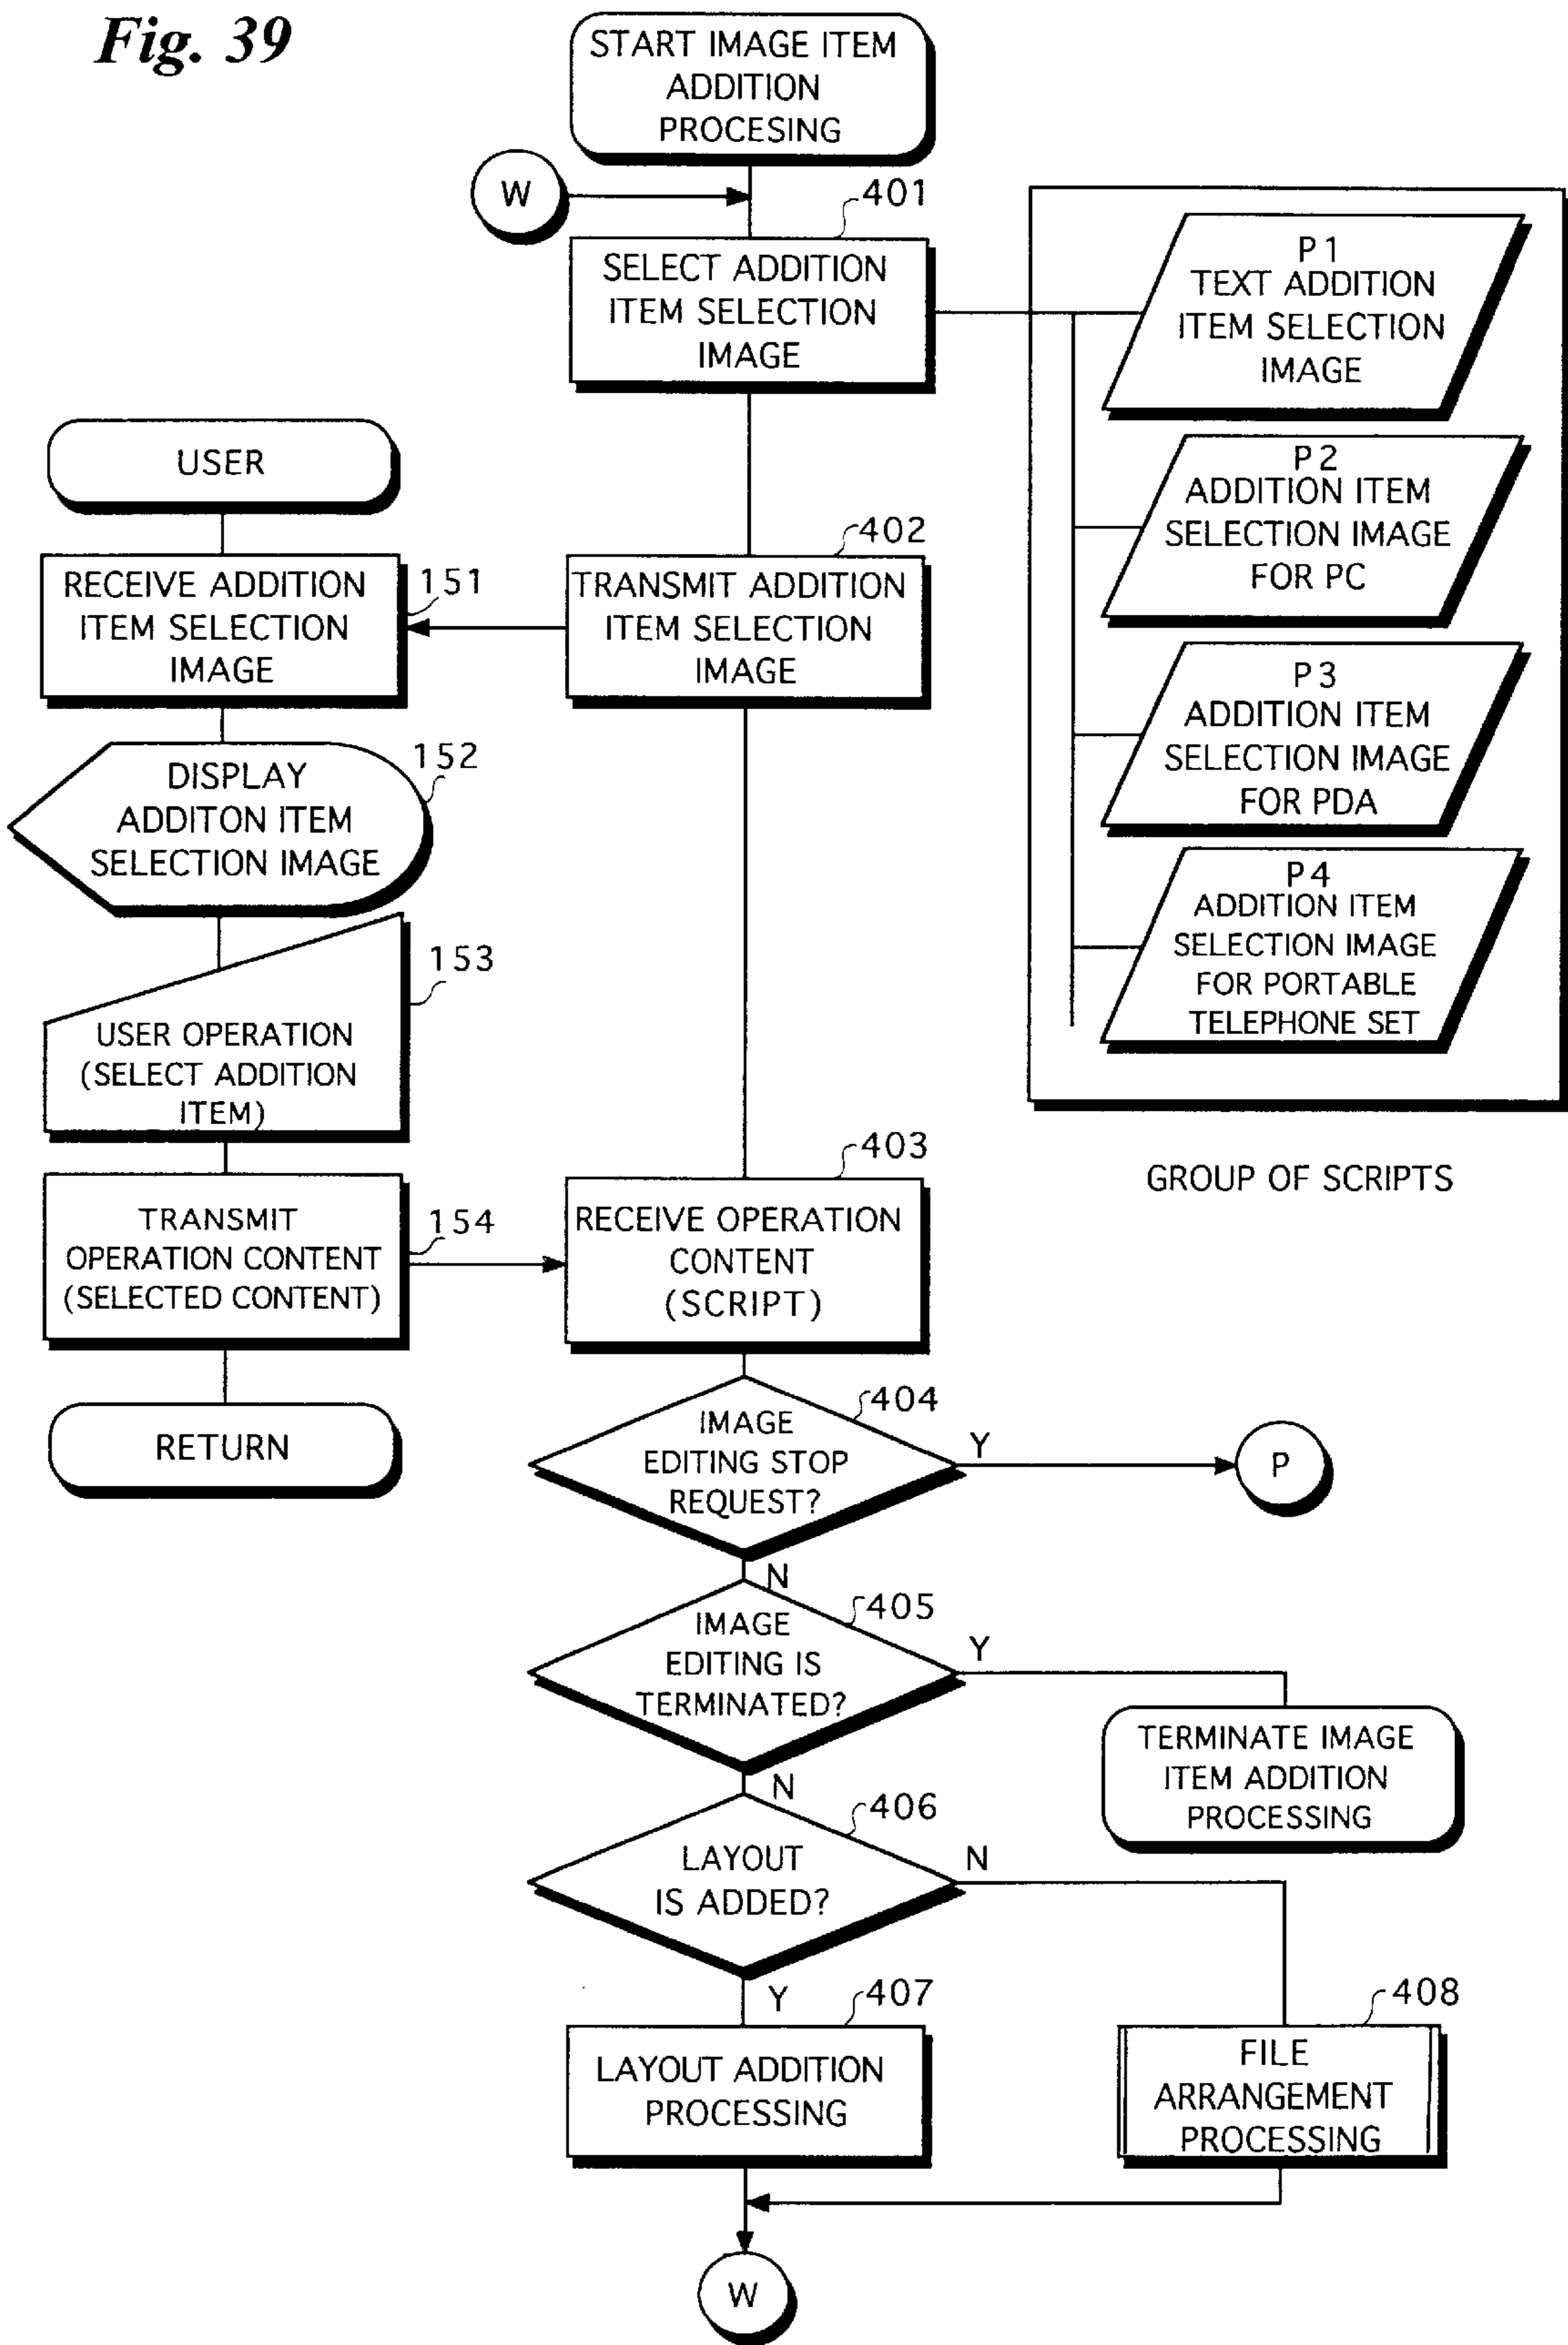 Fig. 39
START IMAGE ITEM
ADDITION
PROCESING
W
401
SELECT ADDITION
ITEM SELECTION
IMAGE
P1
TEXT ADDITION
ITEM SELECTION
IMAGE
P2
ADDITION ITEM
SELECTION IMAGE
FOR PC
P3
ADDITION ITEM
SELECTION IMAGE
FOR PDA
P4
ADDITION ITEM
SELECTION IMAGE
FOR PORTABLE
TELEPHONE SET
GROUP OF SCRIPTS
USER
402
TRANSMIT ADDITION
ITEM SELECTION
IMAGE
151
RECEIVE ADDITION
ITEM SELECTION
IMAGE
152
DISPLAY
ADDITON ITEM
SELECTION IMAGE
153
USER OPERATION
(SELECT ADDITION
ITEM)
154
TRANSMIT
OPERATION CONTENT
(SELECTED CONTENT)
RETURN
403
RECEIVE OPERATION
CONTENT
(SCRIPT)
404
IMAGE
EDITING STOP
REQUEST?
Y
P
N
405
IMAGE
EDITING IS
TERMINATED?
Y
TERMINATE IMAGE
ITEM ADDITION
PROCESSING
N
406
LAYOUT
IS ADDED?
N
Y
407
LAYOUT ADDITION
PROCESSING
408
FILE
ARRANGEMENT
PROCESSING
W